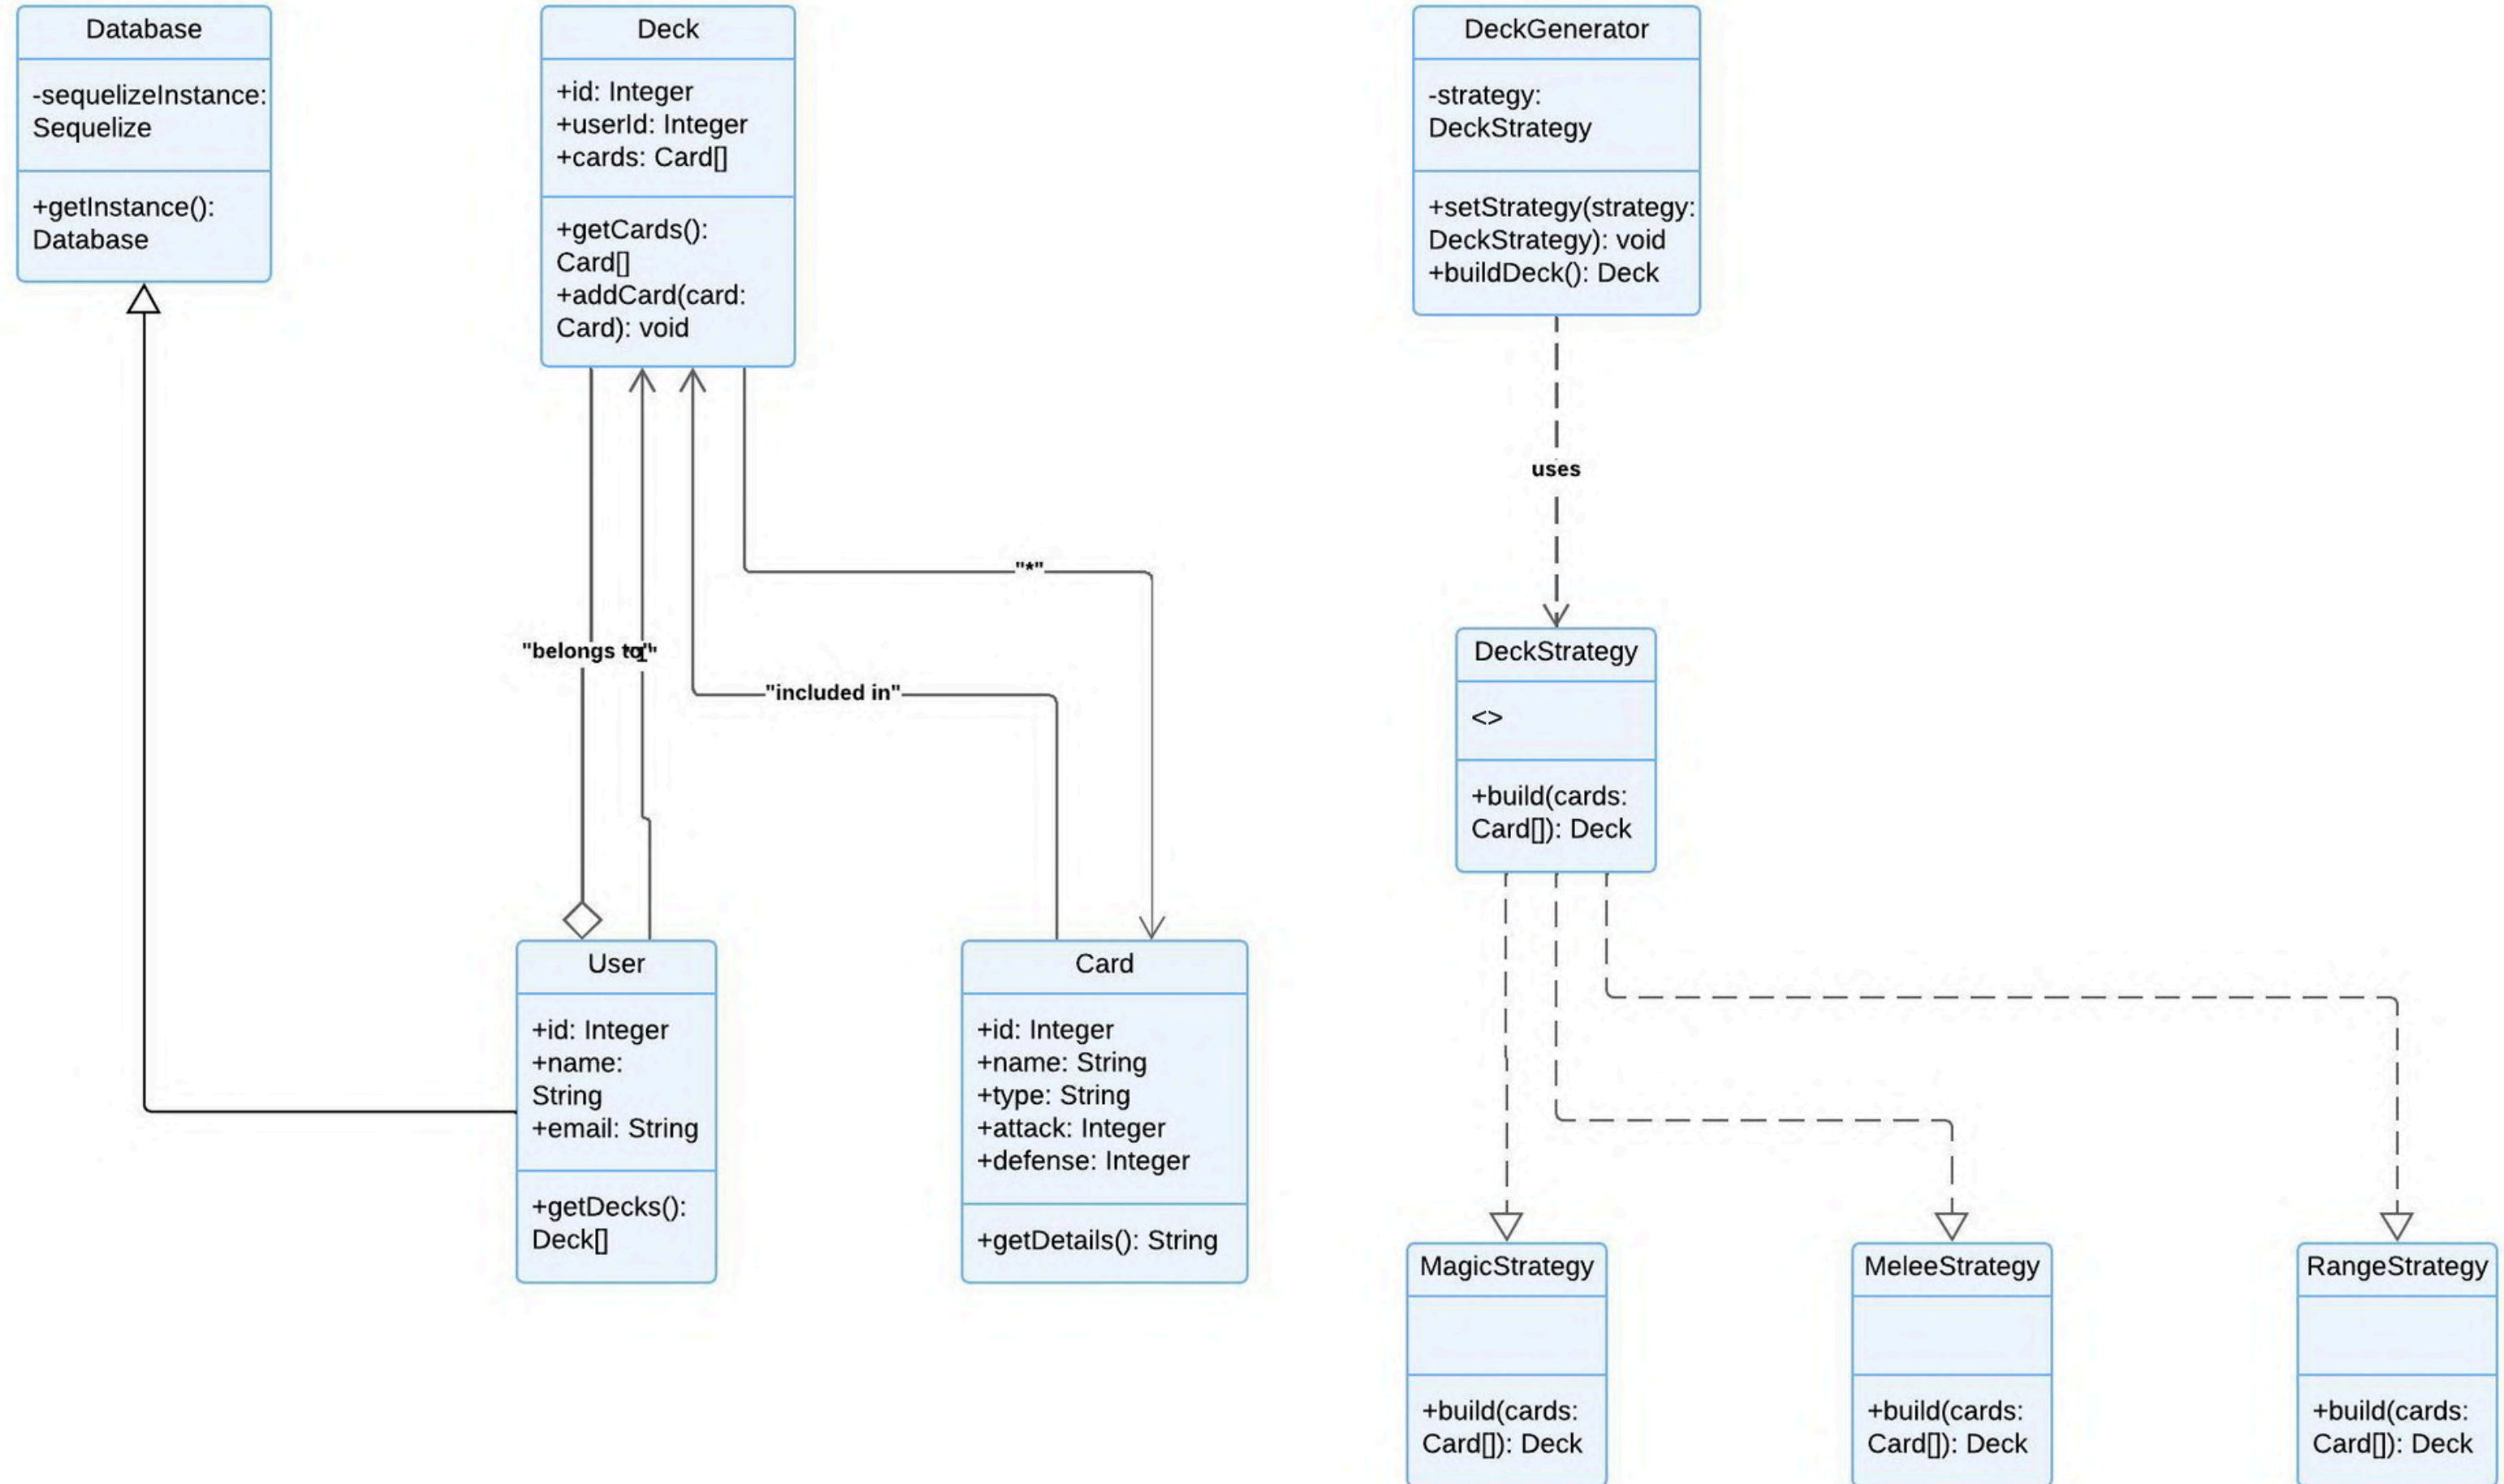 Database
-sequelizeInstance:
Sequelize
+getInstance():
Database
Deck
+id: Integer
+userId: Integer
+cards: Card[]
+getCards():
Card[]
+addCard(card:
Card): void
DeckGenerator
-strategy:
DeckStrategy
+setStrategy(strategy:
DeckStrategy): void
+buildDeck(): Deck
uses
"*"
"belongs to"
"1"
"included in"
DeckStrategy
<>
+build(cards:
Card[]): Deck
User
+id: Integer
+name:
String
+email: String
+getDecks():
Deck[]
Card
+id: Integer
+name: String
+type: String
+attack: Integer
+defense: Integer
+getDetails(): String
MagicStrategy
+build(cards:
Card[]): Deck
MeleeStrategy
+build(cards:
Card[]): Deck
RangeStrategy
+build(cards:
Card[]): Deck